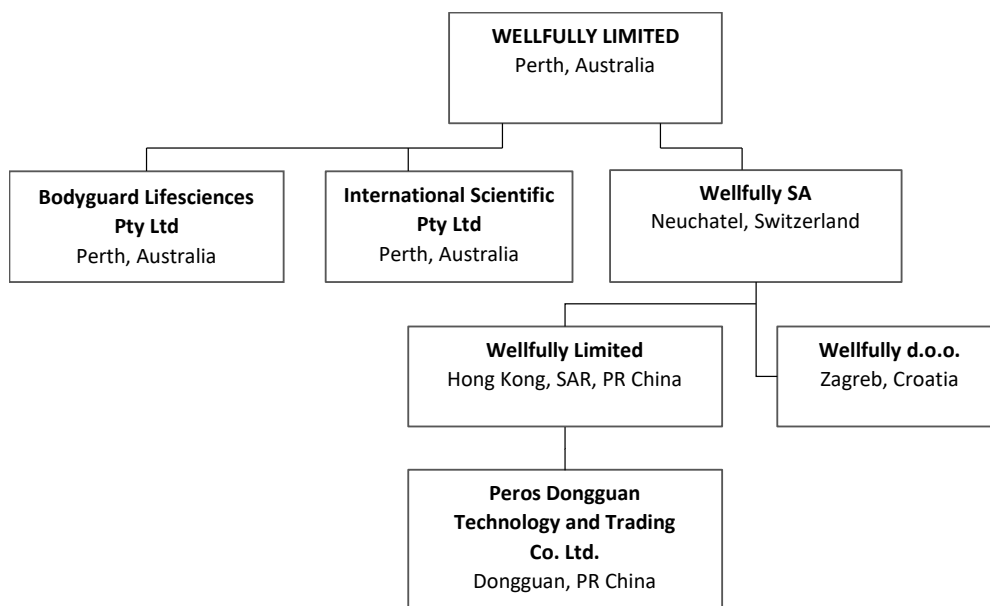 WELLFULLY LIMITED
Perth, Australia
Bodyguard Lifesciences
Pty Ltd
Perth, Australia
International Scientific
Pty Ltd
Perth, Australia
Wellfully SA
Neuchatel, Switzerland
Wellfully Limited
Hong Kong, SAR, PR China
Wellfully d.o.o.
Zagreb, Croatia
Peros Dongguan
Technology and Trading
Co. Ltd.
Dongguan, PR China